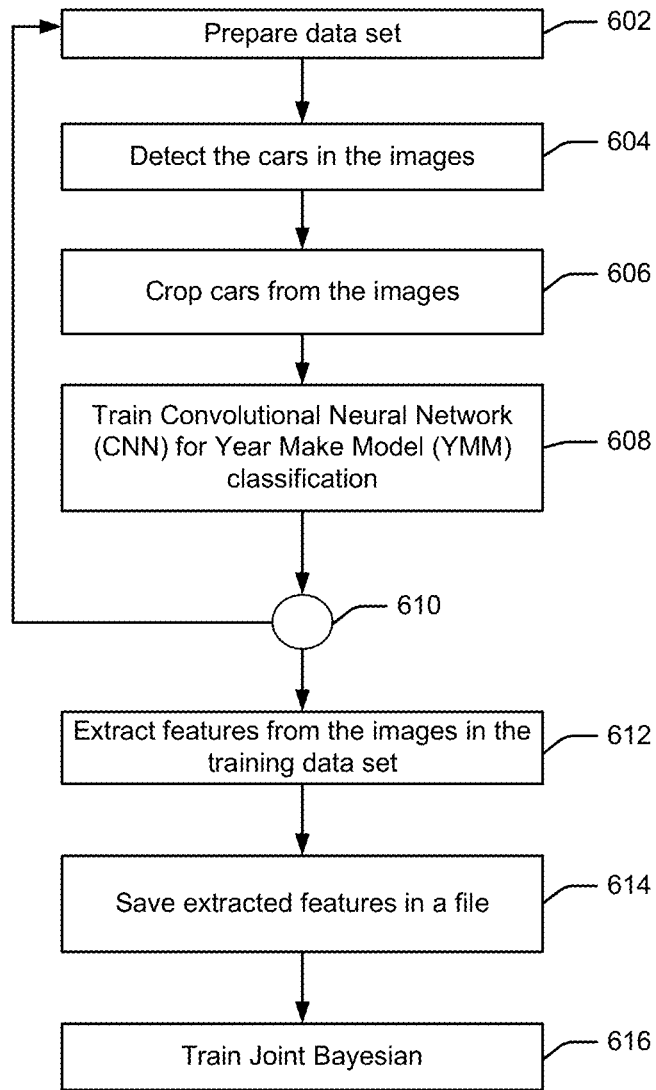 Prepare data set
602
Detect the cars in the images
604
Crop cars from the images
606
Train Convolutional Neural Network
(CNN) for Year Make Model (YMM)
classification
608
610
Extract features from the images in the
training data set
612
Save extracted features in a file
614
Train Joint Bayesian
616